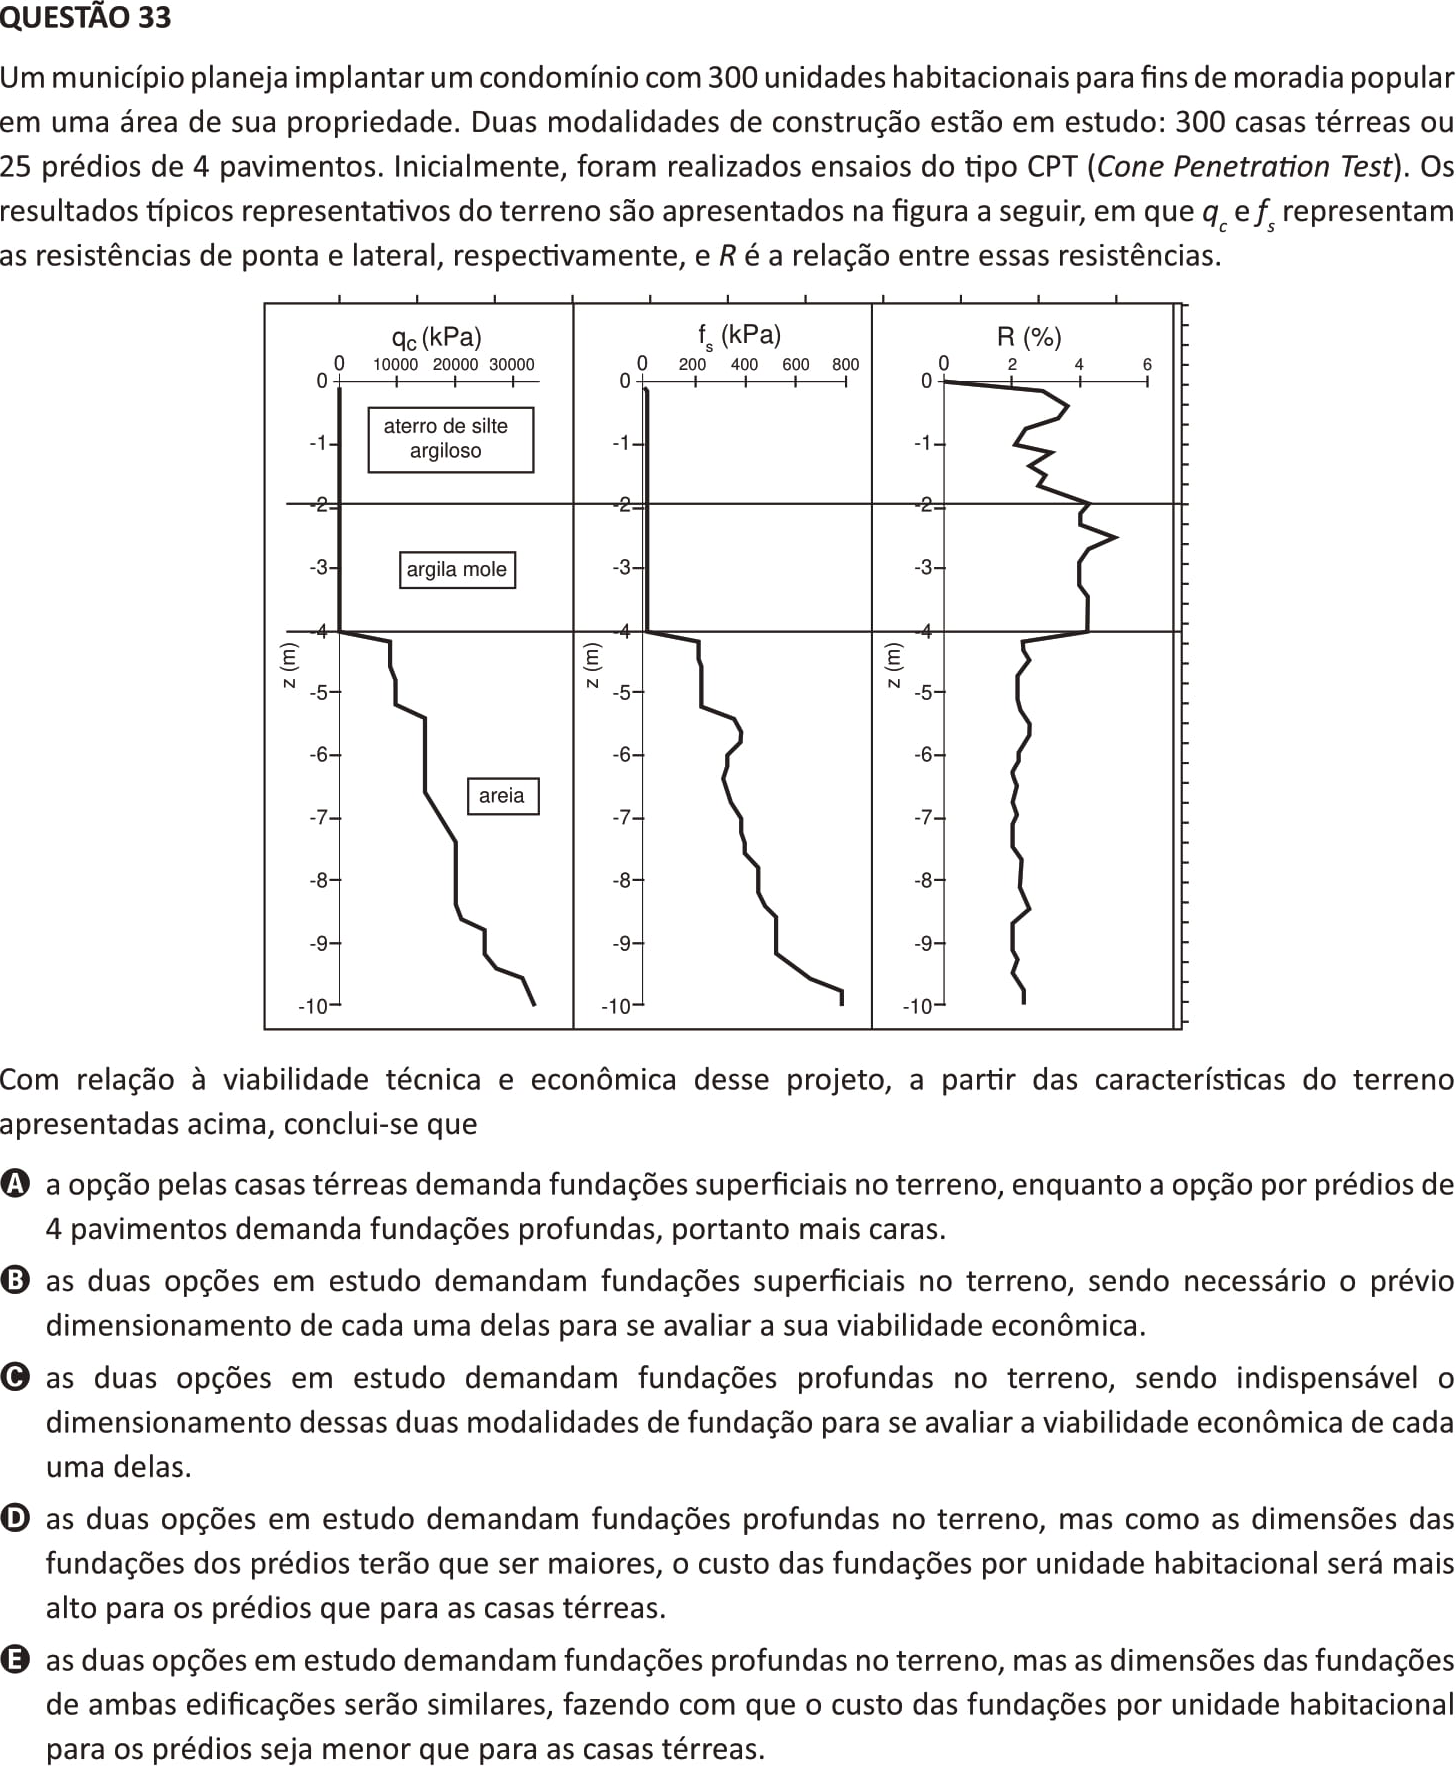 QUESTÃO 33
Um município planeja implantar um condomínio com 300 unidades habitacionais para fins de moradia popular
em uma área de sua propriedade. Duas modalidades de construção estão em estudo: 300 casas térreas ou
25 prédios de 4 pavimentos. Inicialmente, foram realizados ensaios do tipo CPT (Cone Penetration Test). Os
resultados típicos representativos do terreno são apresentados na figura a seguir, em que qc e fs representam
as resistências de ponta e lateral, respectivamente, e R é a relação entre essas resistências.
qc (kPa) fs (kPa) R (%)
0 10000 20000 30000 0 200 400 600 800 0 2 4 6
0 0 0
aterro de silte
argiloso
-1 -1 -1
-2 -2 -2
-3 argila mole -3 -3
-4 -4 -4
z (m) z (m) z (m)
-5 -5 -5
-6 -6 -6
areia
-7 -7 -7
-8 -8 -8
-9 -9 -9
-10 -10 -10
Com relação à viabilidade técnica e econômica desse projeto, a partir das características do terreno
apresentadas acima, conclui-se que
A a opção pelas casas térreas demanda fundações superficiais no terreno, enquanto a opção por prédios de
4 pavimentos demanda fundações profundas, portanto mais caras.
B as duas opções em estudo demandam fundações superficiais no terreno, sendo necessário o prévio
dimensionamento de cada uma delas para se avaliar a sua viabilidade econômica.
C as duas opções em estudo demandam fundações profundas no terreno, sendo indispensável o
dimensionamento dessas duas modalidades de fundação para se avaliar a viabilidade econômica de cada
uma delas.
D as duas opções em estudo demandam fundações profundas no terreno, mas como as dimensões das
fundações dos prédios terão que ser maiores, o custo das fundações por unidade habitacional será mais
alto para os prédios que para as casas térreas.
E as duas opções em estudo demandam fundações profundas no terreno, mas as dimensões das fundações
de ambas edificações serão similares, fazendo com que o custo das fundações por unidade habitacional
para os prédios seja menor que para as casas térreas.